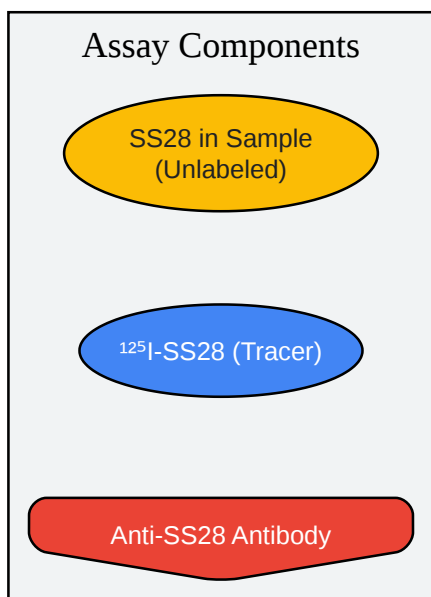 Assay Components
SS28 in Sample
(Unlabeled)
¹²⁵I-SS28 (Tracer)
Anti-SS28 Antibody